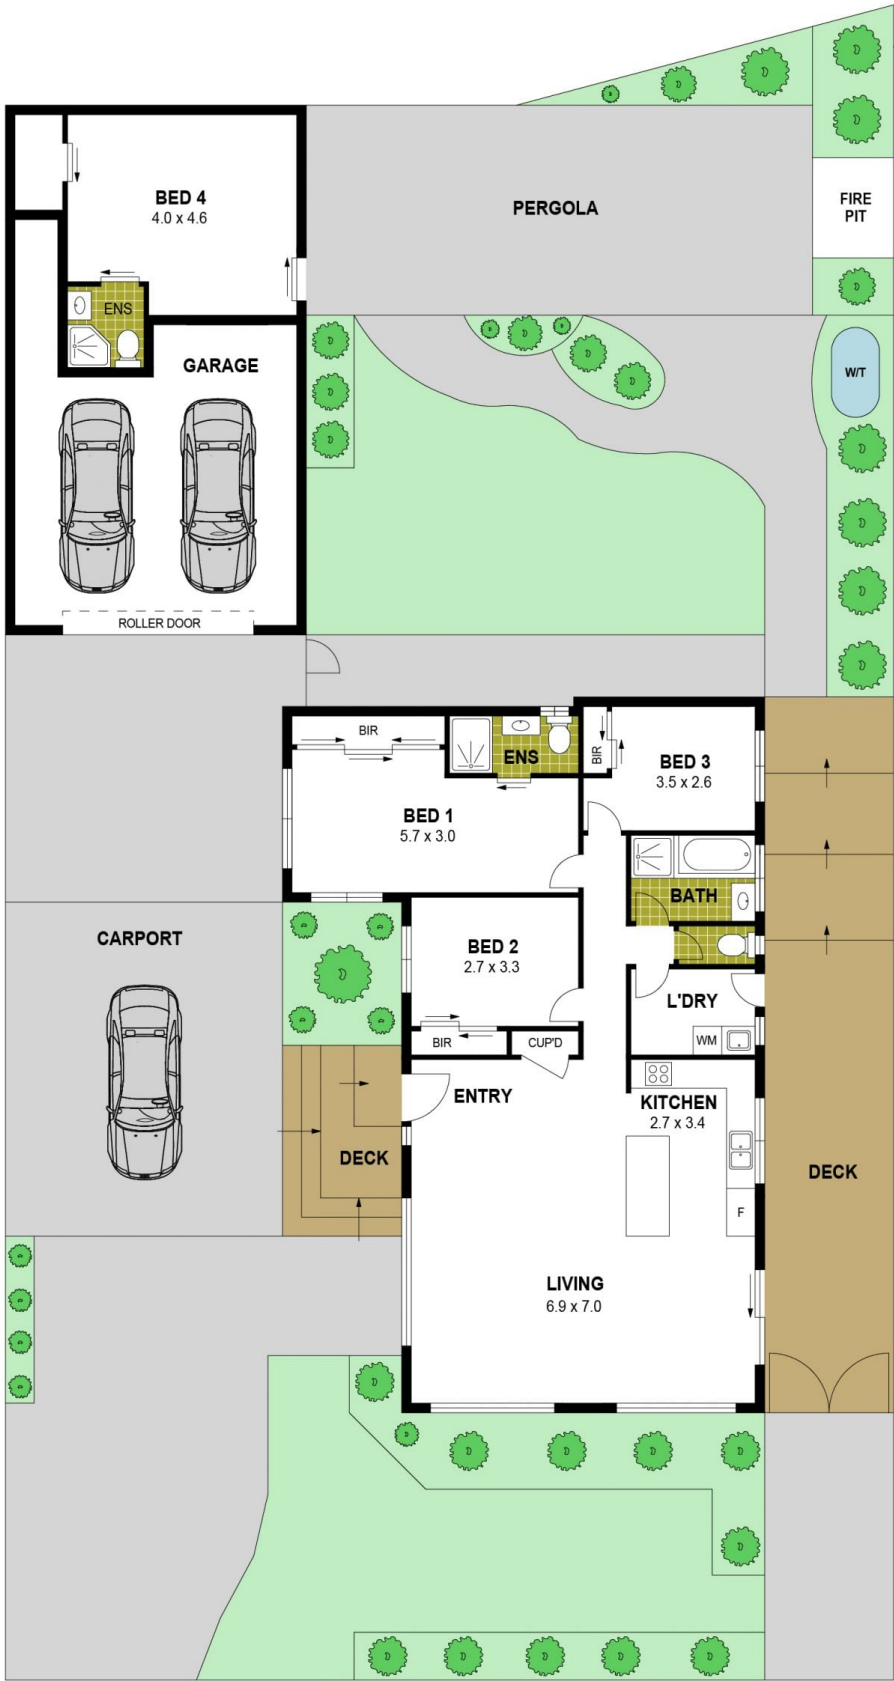 BED 4
4.0 x 4.6
PERGOLA
FIRE
PIT
ENS
GARAGE
W/T
ROLLER DOOR
BIR
ENS
BIR
BED 3
3.5 x 2.6
BED 1
5.7 x 3.0
BATH
CARPORT
BED 2
2.7 x 3.3
L'DRY
WM
BIR
CUP'D
ENTRY
KITCHEN
2.7 x 3.4
DECK
DECK
F
LIVING
6.9 x 7.0